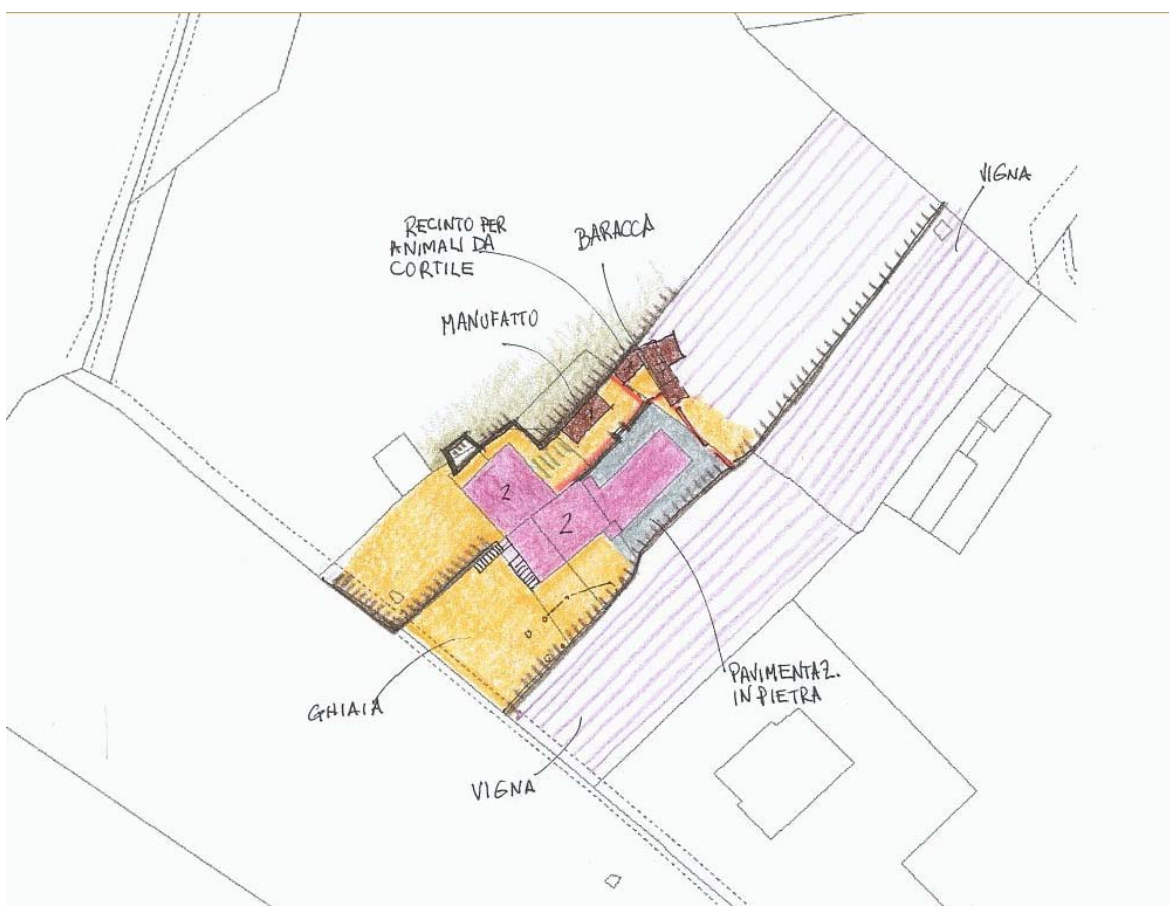 VIGNA
RECINTO PER
ANIMALI DA
CORTILE
BARACCA
MANUFATTO
2
2
PAVIMENTAZ.
IN PIETRA
GHIAIA
VIGNA